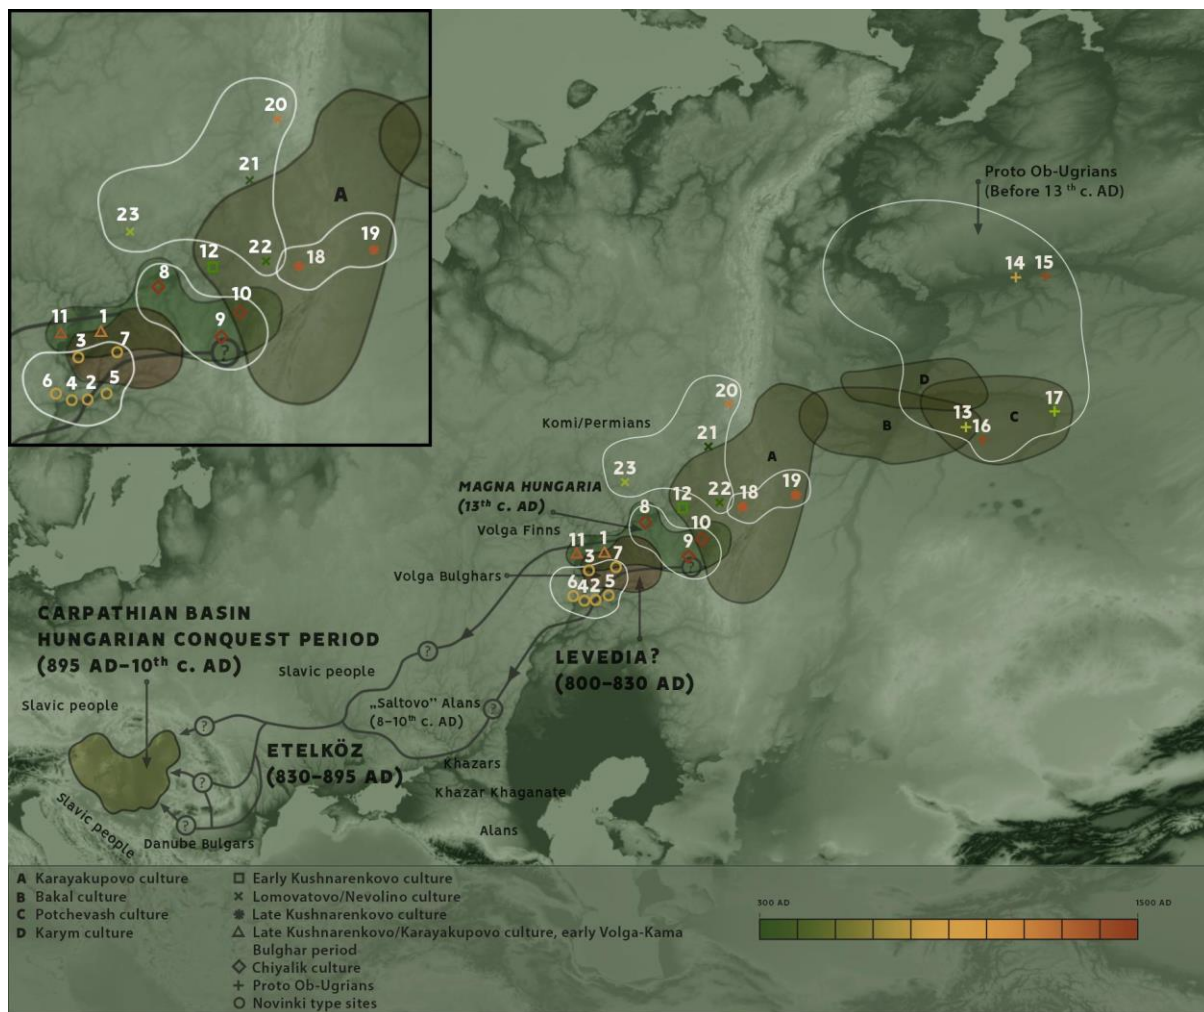 20
21
A
23
12
22
18
19
8
10
11
1
9
3
7
?
6
4
2
5
Proto Ob-Ugrians
(Before 13th c. AD)
14
15
D
20
17
Komi/Permians
13
C
B
16
21
A
23
MAGNA HUNGARIA
(13th c. AD)
22
18
19
12
8
Volga Finns
10
11
1
9
3
7
?
Volga Bulghars
6
4
2
5
CARPATHIAN BASIN
HUNGARIAN CONQUEST PERIOD
(895 AD–10th c. AD)
?
LEVEDIA?
(800–830 AD)
Slavic people
„Saltovo” Alans
(8–10th c. AD)
?
Slavic people
?
ETELKÖZ
(830–895 AD)
Khazars
?
Khazar Khaganate
Slavic people
?
Alans
Danube Bulgars
A Karayakupovo culture
B Bakal culture
C Potchevash culture
D Karym culture
Early Kushnarenkovo culture
Lomovatovo/Nevolino culture
Late Kushnarenkovo culture
Late Kushnarenkovo/Karayakupovo culture, early Volga-Kama
Bulghar period
Chiyalik culture
Proto Ob-Ugrians
Novinki type sites
300 AD
1500 AD